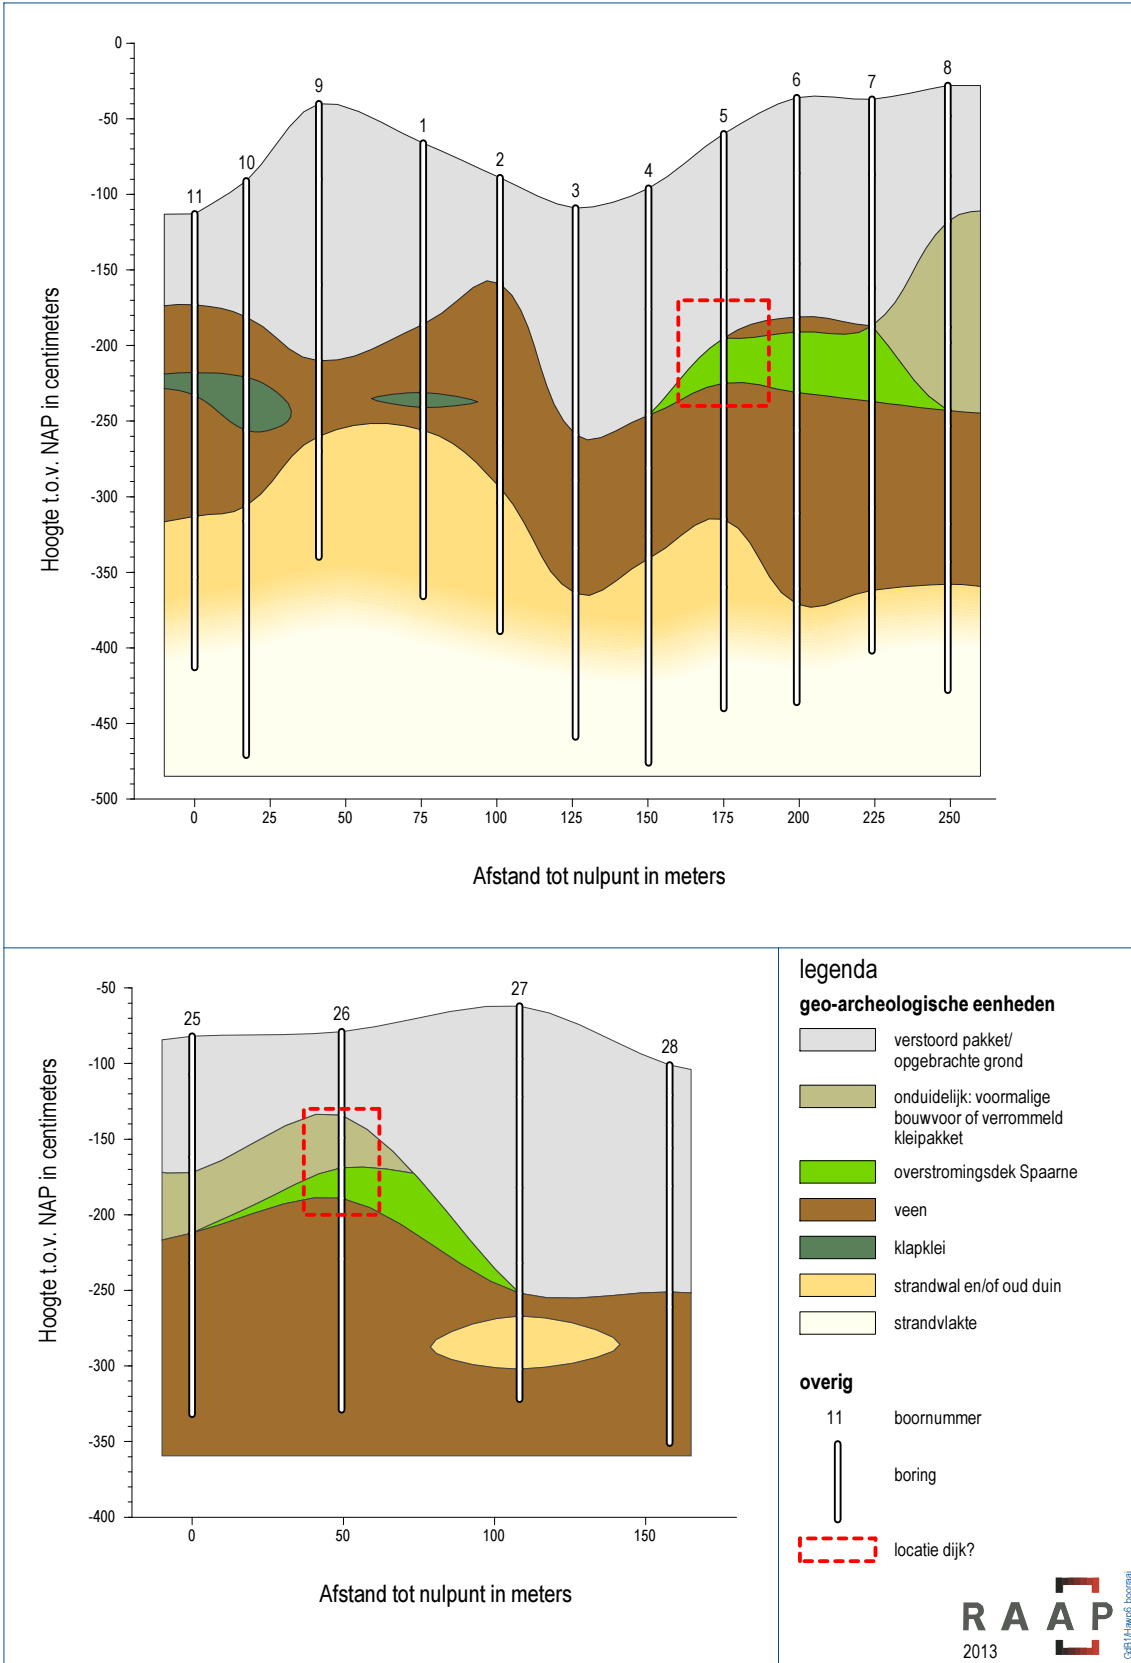 0
-50
-100
-150
-200
-250
-300
-350
-400
-450
-500
Hoogte t.o.v. NAP in centimeters
11
10
9
1
2
3
4
5
6
7
8
0
25
50
75
100
125
150
175
200
225
250
Afstand tot nulpunt in meters
-50
-100
-150
-200
-250
-300
-350
-400
Hoogte t.o.v. NAP in centimeters
25
26
27
28
0
50
100
150
Afstand tot nulpunt in meters
legenda
geo-archeologische eenheden
verstoord pakket/
opgebrachte grond
onduidelijk: voormalige
bouwvoor of verrommeld
kleipakket
overstromingsdek Spaarne
veen
klapklei
strandwal en/of oud duin
strandvlakte
overig
11
boornummer
boring
locatie dijk?
RAAP
2013